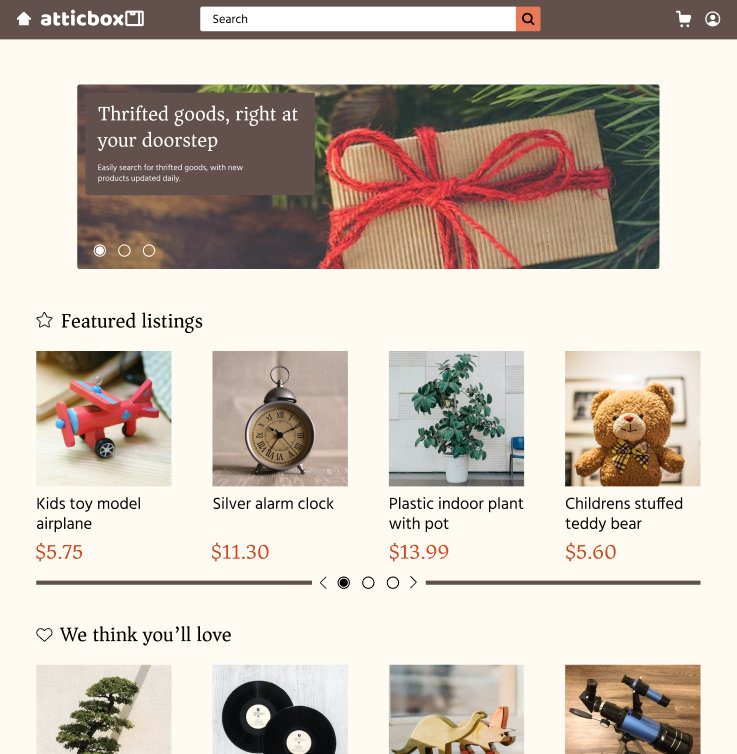 atticbox
Search
Thrifted goods, right at
your doorstep
Easily search for thrifted goods, with new
products updated daily.
Featured listings
Kids toy model
airplane
$5.75
Silver alarm clock
$11.30
Plastic indoor plant
with pot
$13.99
Childrens stuffed
teddy bear
$5.60
We think you’ll love